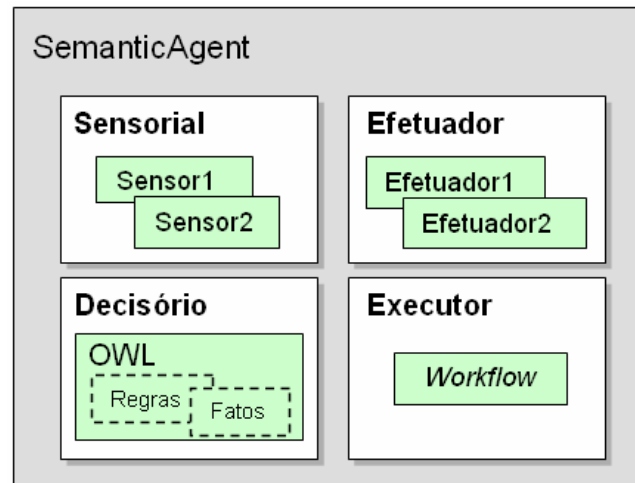 SemanticAgent
Sensorial
Sensor1
Sensor2
Efetuador
Efetuador1
Efetuador2
Decisório
OWL
Regras
Fatos
Executor
Workflow